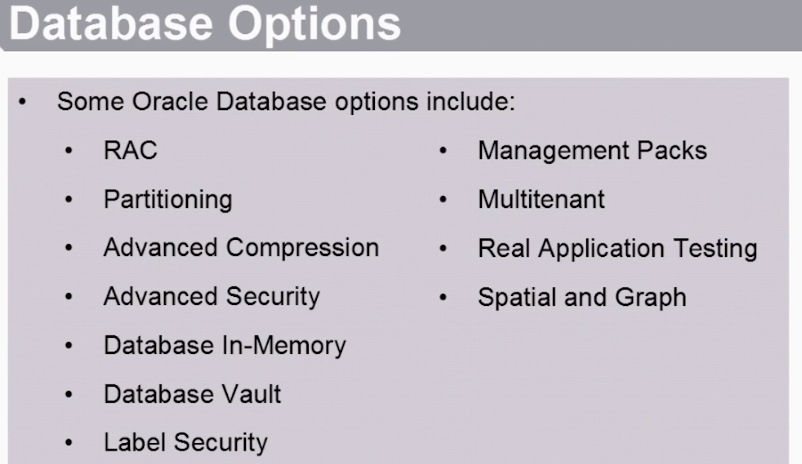 Database Options
• Some Oracle Database options include:
• RAC
• Partitioning
• Advanced Compression
• Advanced Security
• Database In-Memory
• Database Vault
• Label Security
• Management Packs
• Multitenant
• Real Application Testing
• Spatial and Graph